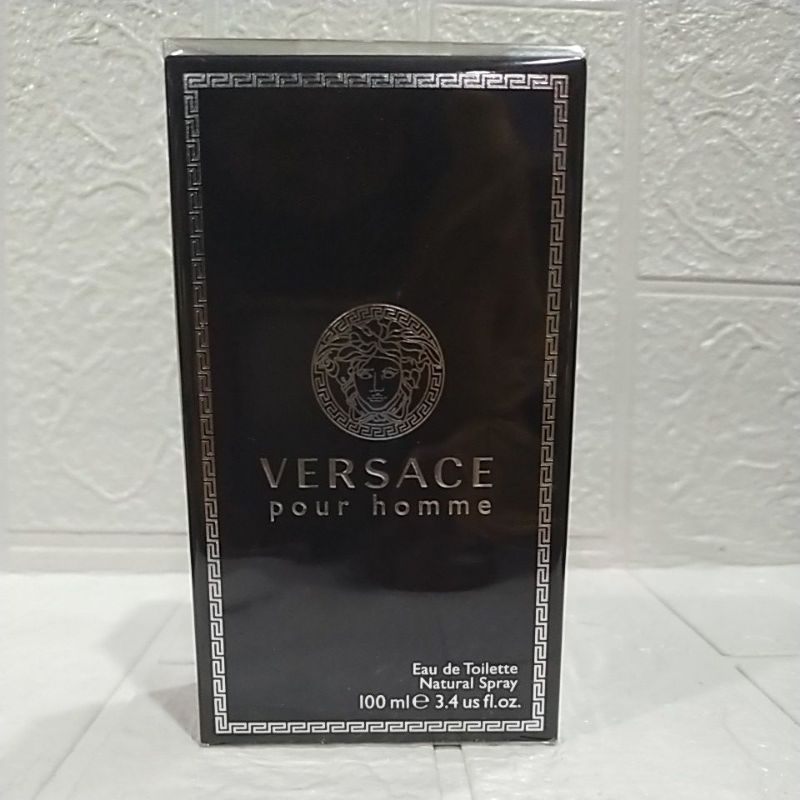 VERSACE
pour homme
Eau de Toilette
Natural Spray
100 ml ℮ 3.4 us fl.oz.